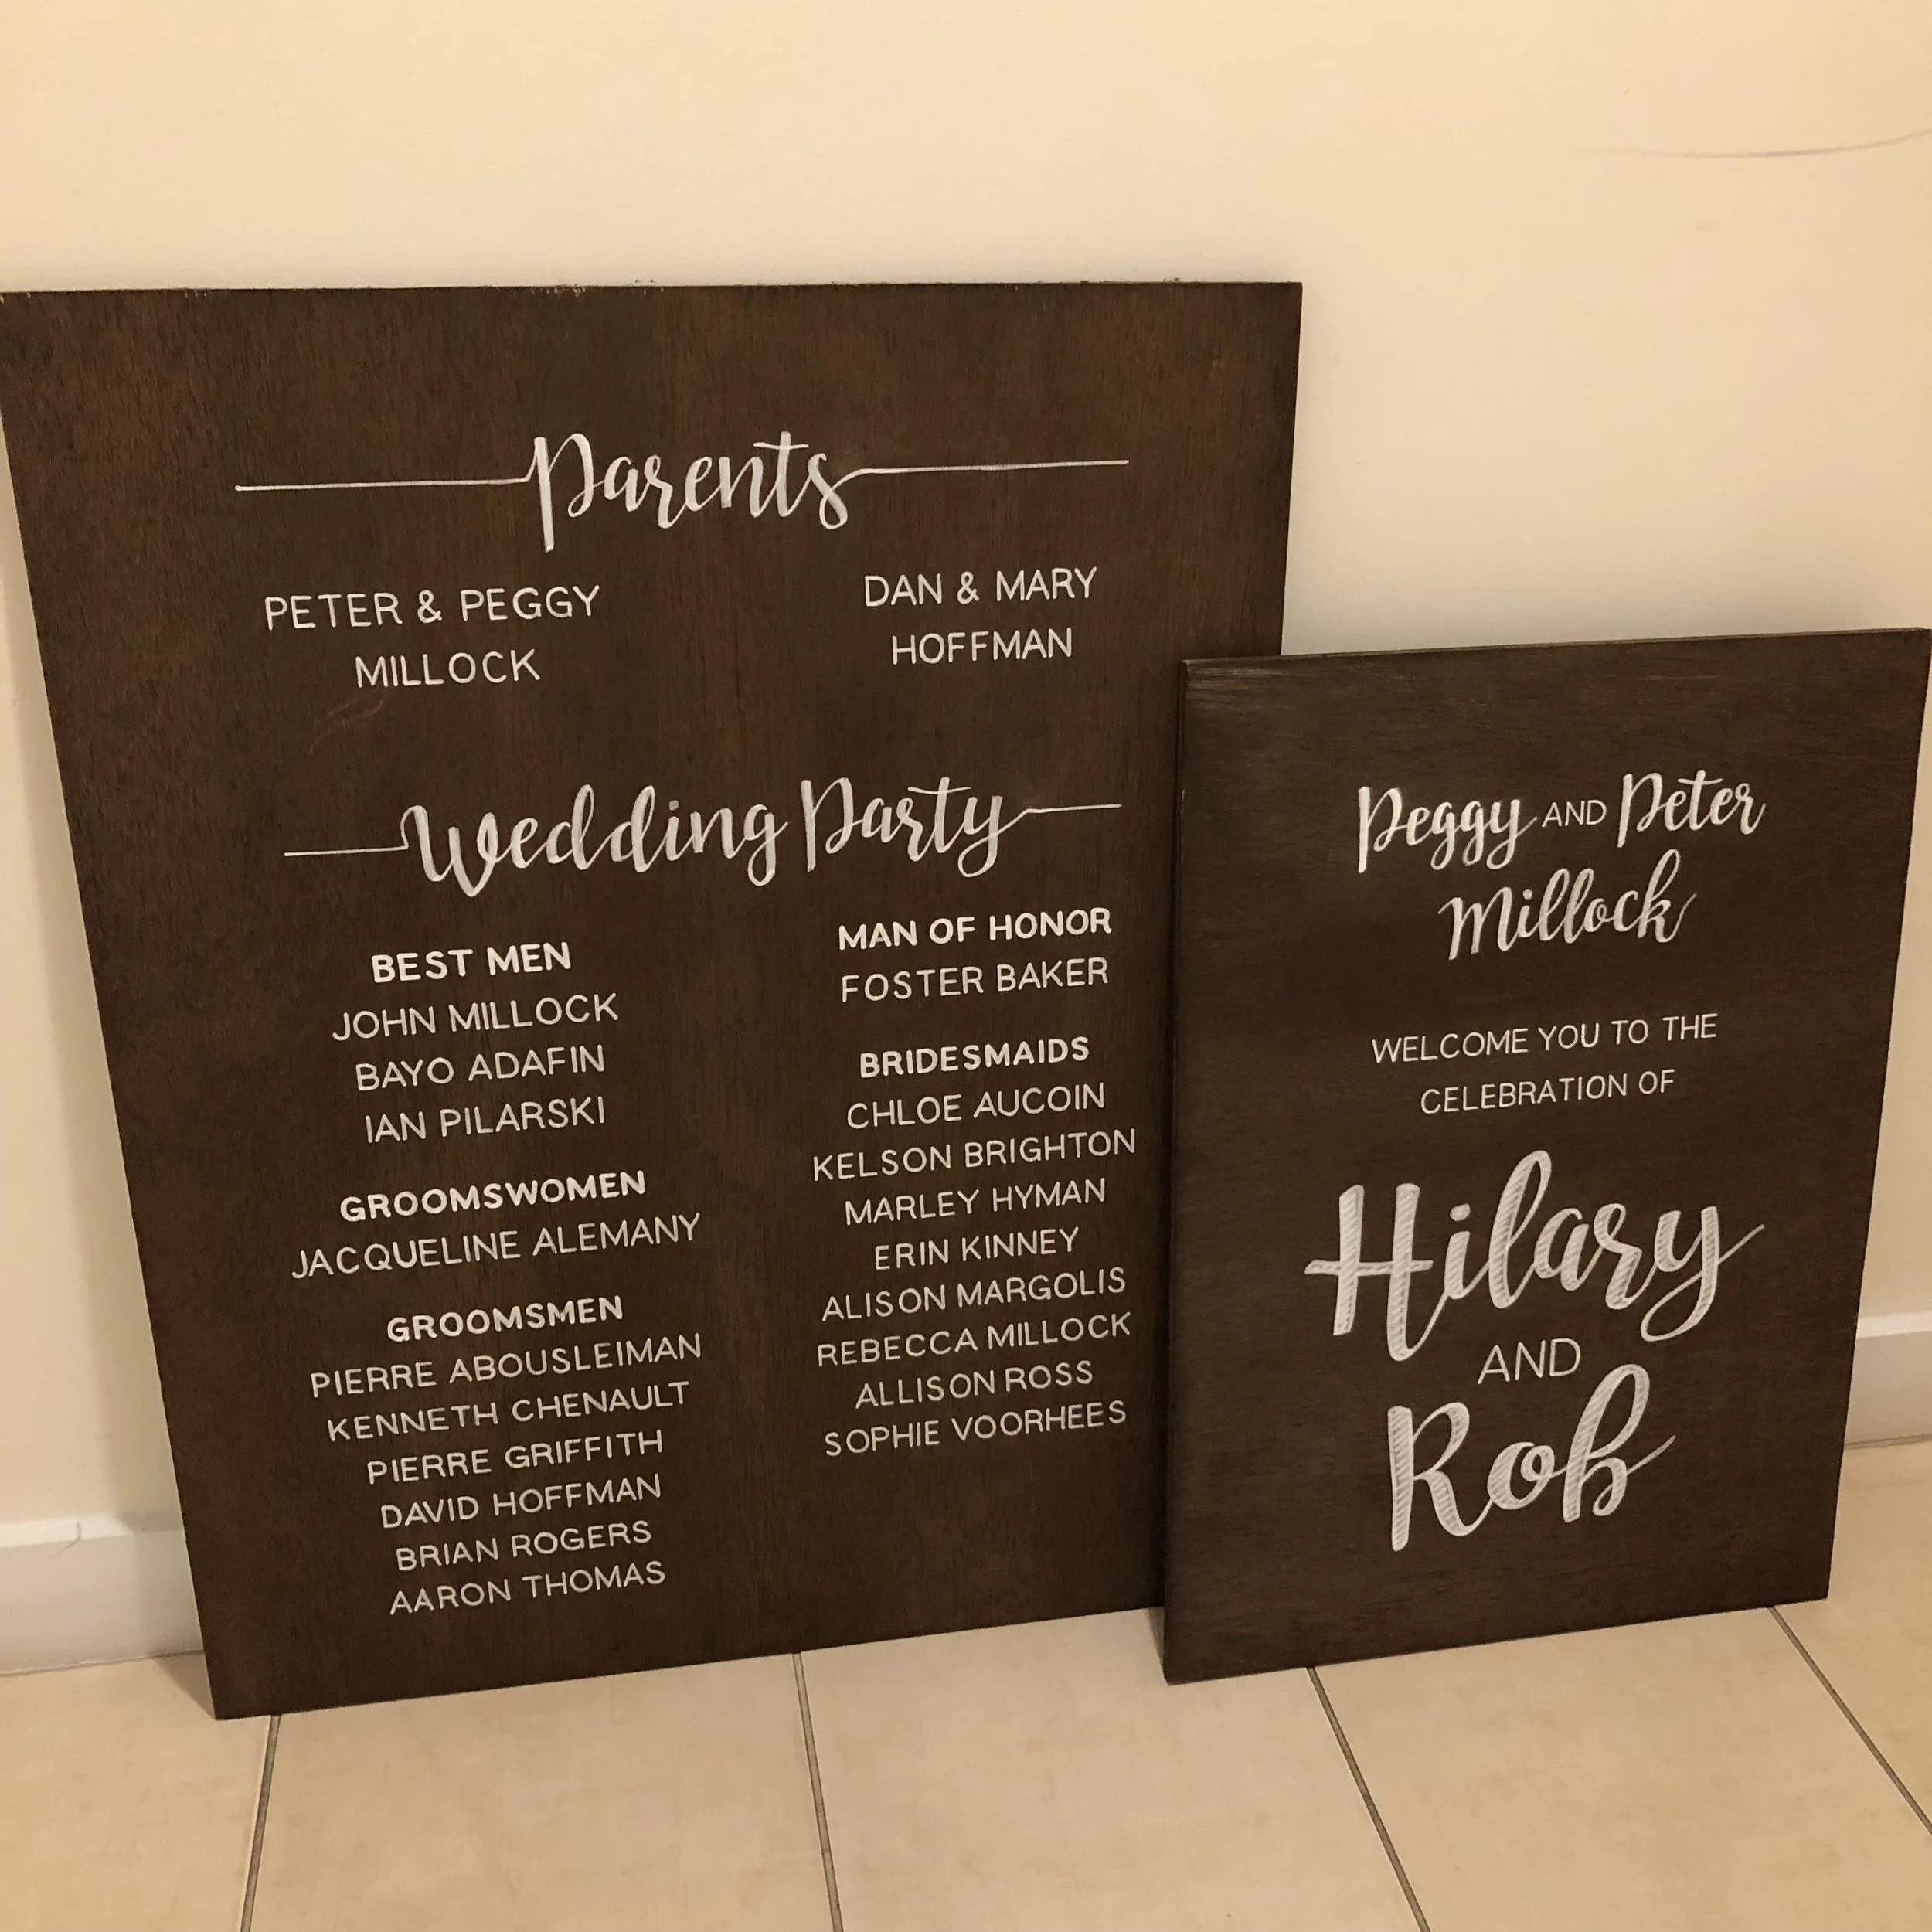 Parents
PETER & PEGGY
MILLOCK
DAN & MARY
HOFFMAN
Wedding Party
BEST MEN
JOHN MILLOCK
BAYO ADAFIN
IAN PILARSKI
GROOMSWOMEN
JACQUELINE ALEMANY
GROOMSMEN
PIERRE ABOUSLEIMAN
KENNETH CHENAULT
PIERRE GRIFFITH
DAVID HOFFMAN
BRIAN ROGERS
AARON THOMAS
MAN OF HONOR
FOSTER BAKER
BRIDESMAIDS
CHLOE AUCOIN
KELSON BRIGHTON
MARLEY HYMAN
ERIN KINNEY
ALISON MARGOLIS
REBECCA MILLOCK
ALLISON ROSS
SOPHIE VOORHEES
Peggy AND Peter
Millock
WELCOME YOU TO THE
CELEBRATION OF
Hilary
AND
Rob